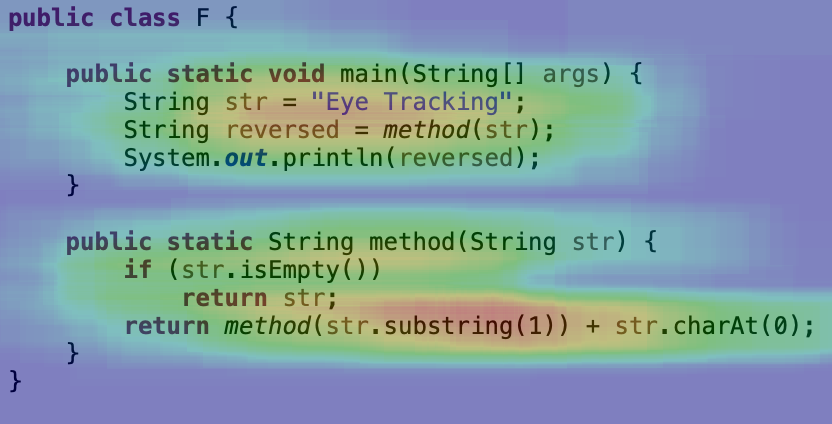 public class F {
public static void main(String[] args) {
String str = "Eye Tracking";
String reversed = method(str);
System.out.println(reversed);
}
public static String method(String str) {
if (str.isEmpty())
return str;
return method(str.substring(1)) + str.charAt(0);
}
}